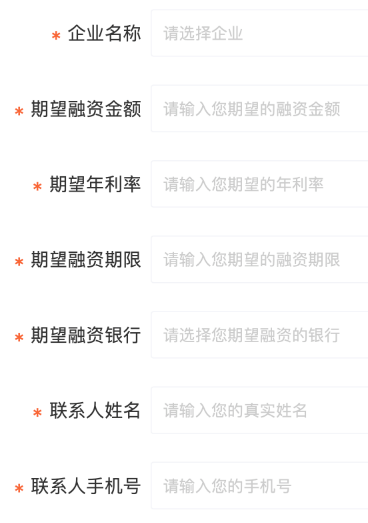 * 企业名称 请选择企业
* 期望融资金额 请输入您期望的融资金额
* 期望年利率 请输入您期望的年利率
* 期望融资期限 请输入您期望的融资期限
* 期望融资银行 请选择您期望融资的银行
* 联系人姓名 请输入您的真实姓名
* 联系人手机号 请输入您的手机号